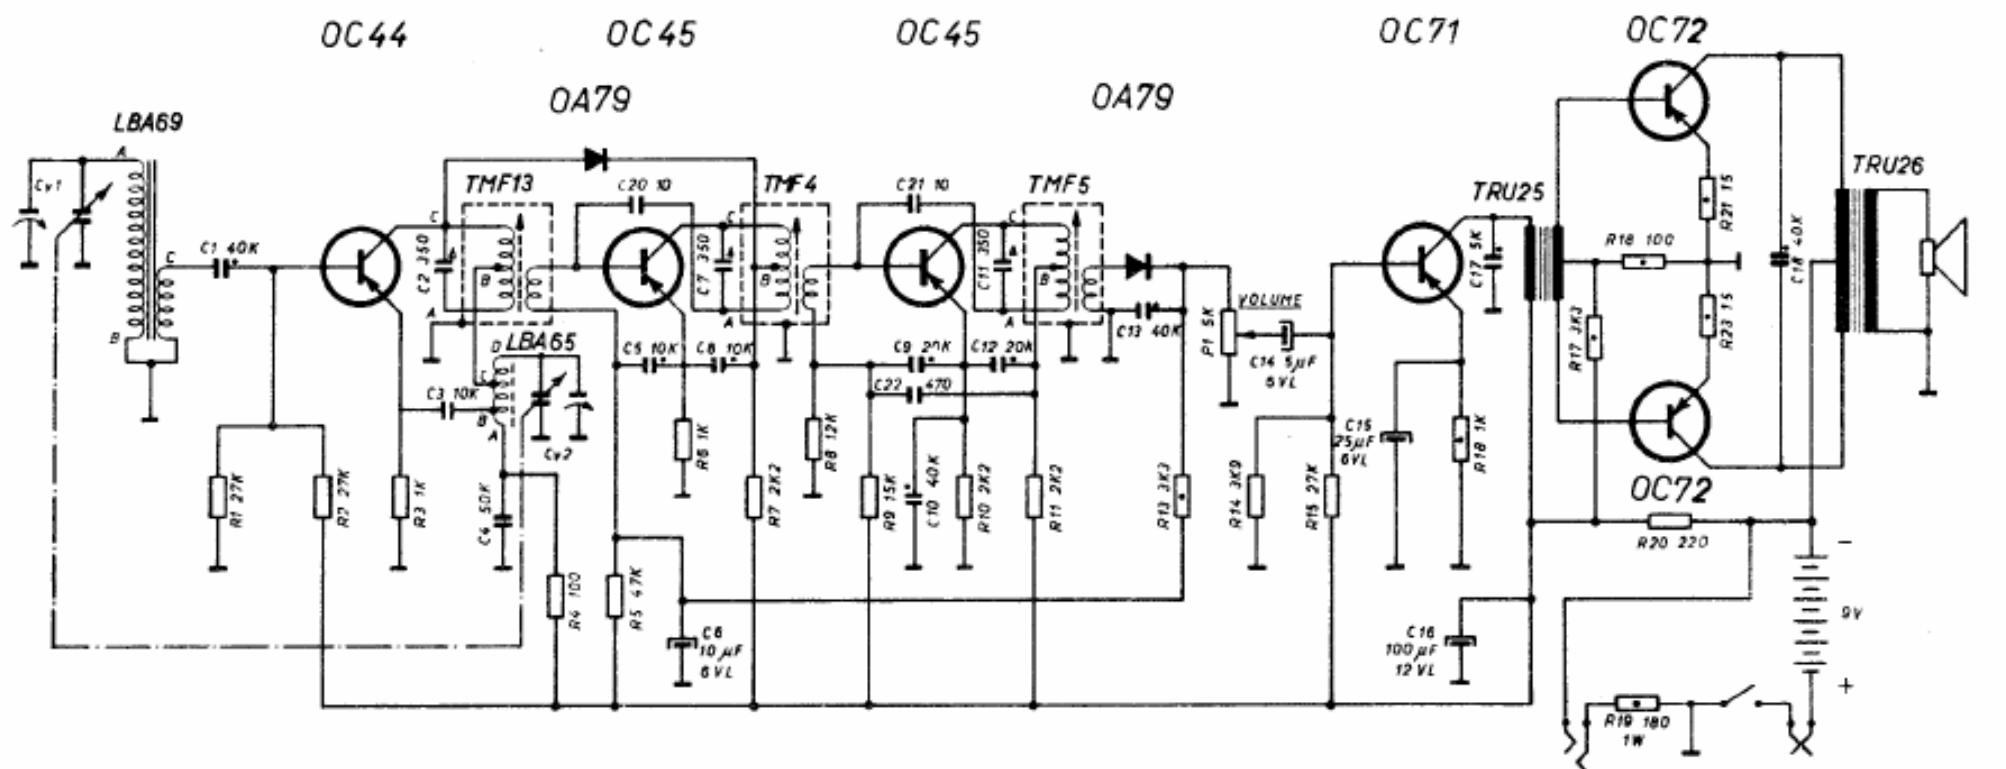 OC44
OC45
OC45
OC71
OC72
OA79
OA79
LBA69
TMF13
TMF4
TMF5
TRU25
TRU26
A
Cv1
B
C
C1 40K
C
C2 350
A
B
A
C20 10
C
C7 350
B
A
C21 10
C
C11 350
B
A
C13 40K
VOLUME
P1 5K
C14 5µF
6VL
C17 5K
R18 100
R21 15
R23 15
R17 3K3
C18 40K
LBA65
D
C
B
A
C3 10K
Cv2
C5 10K
C8 10K
C9 20K
C12 20K
C22 470
R1 27K
R2 27K
R3 1K
C4 50K
R4 100
R5 47K
R6 1K
R7 2K2
R8 12K
R9 15K
C10 40K
R10 2K2
R11 2K2
R13 3K3
R14 3K9
R15 27K
C15
25µF
6VL
R18 1K
OC72
R20 220
C6
10µF
6VL
C16
100µF
12VL
-
9V
+
R19 180
1W